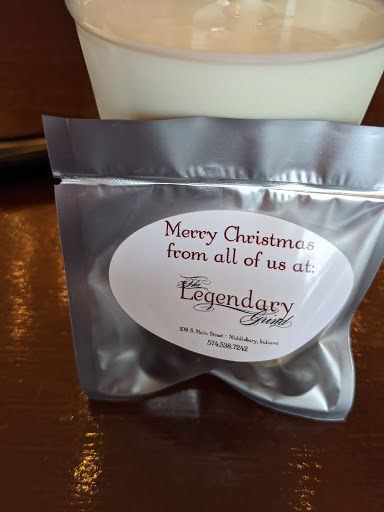 Merry Christmas
from all of us at:
The
Legendary
Grind
108 S. Main Street - Middlebury, Indiana
574.538.7242